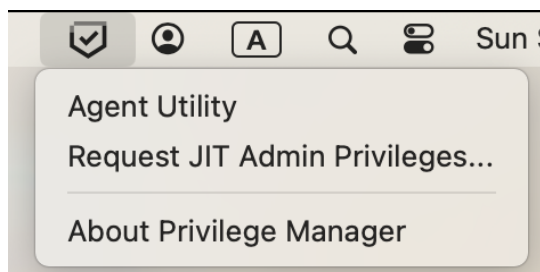 A
Sun
Agent Utility
Request JIT Admin Privileges...
About Privilege Manager